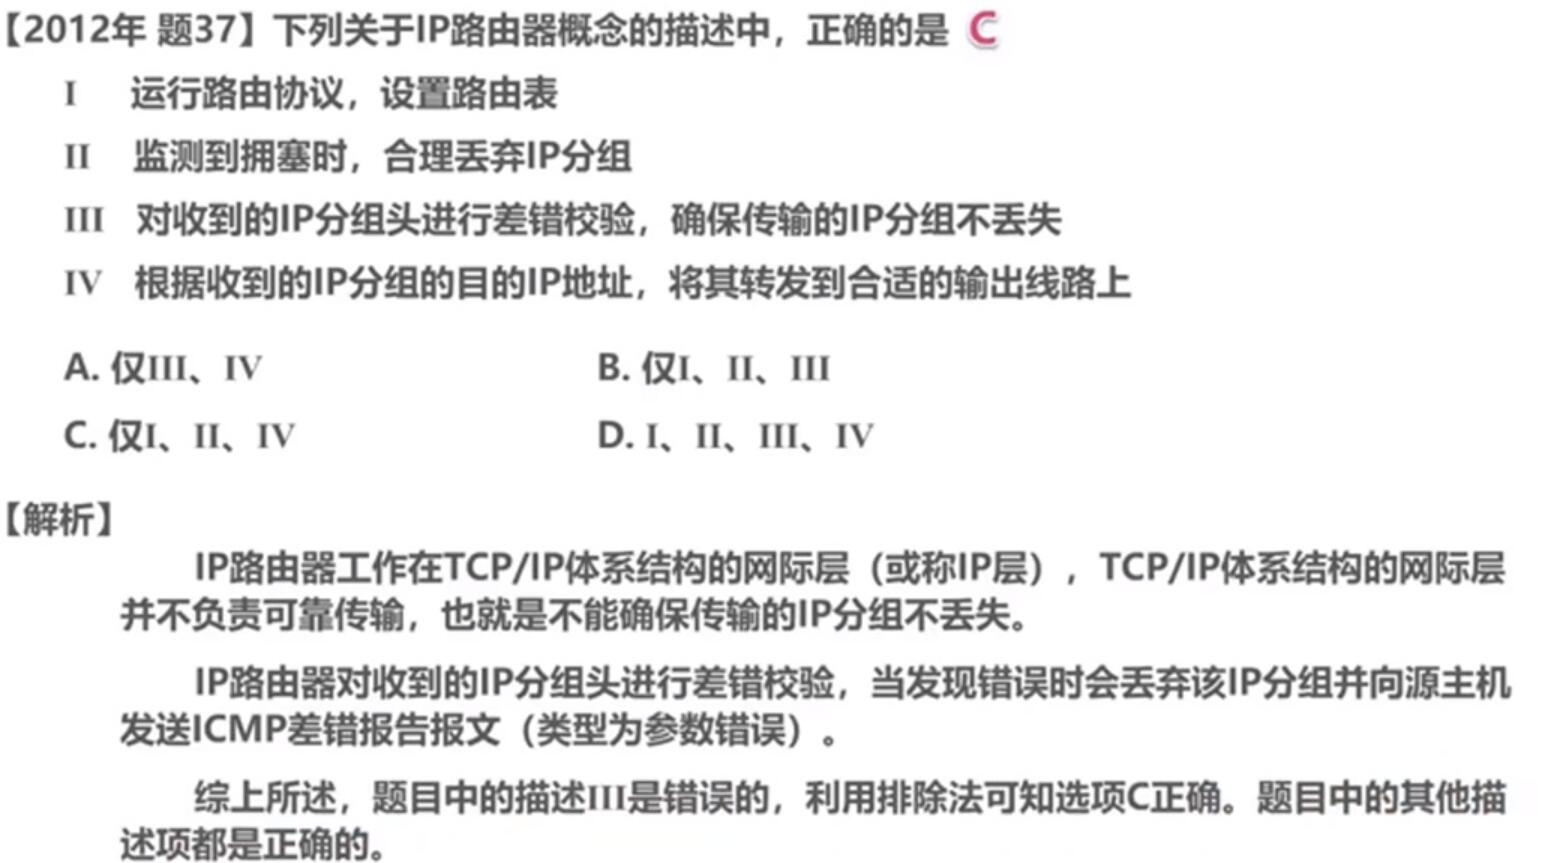 【2012年 题37】下列关于IP路由器概念的描述中，正确的是 C
I 运行路由协议，设置路由表
II 监测到拥塞时，合理丢弃IP分组
III 对收到的IP分组头进行差错校验，确保传输的IP分组不丢失
IV 根据收到的IP分组的目的IP地址，将其转发到合适的输出线路上
A. 仅III、IV B. 仅I、II、III
C. 仅I、II、IV D. I、II、III、IV
【解析】
IP路由器工作在TCP/IP体系结构的网际层（或称IP层），TCP/IP体系结构的网际层
并不负责可靠传输，也就是不能确保传输的IP分组不丢失。
IP路由器对收到的IP分组头进行差错校验，当发现错误时会丢弃该IP分组并向源主机
发送ICMP差错报告报文（类型为参数错误）。
综上所述，题目中的描述III是错误的，利用排除法可知选项C正确。题目中的其他描
述项都是正确的。